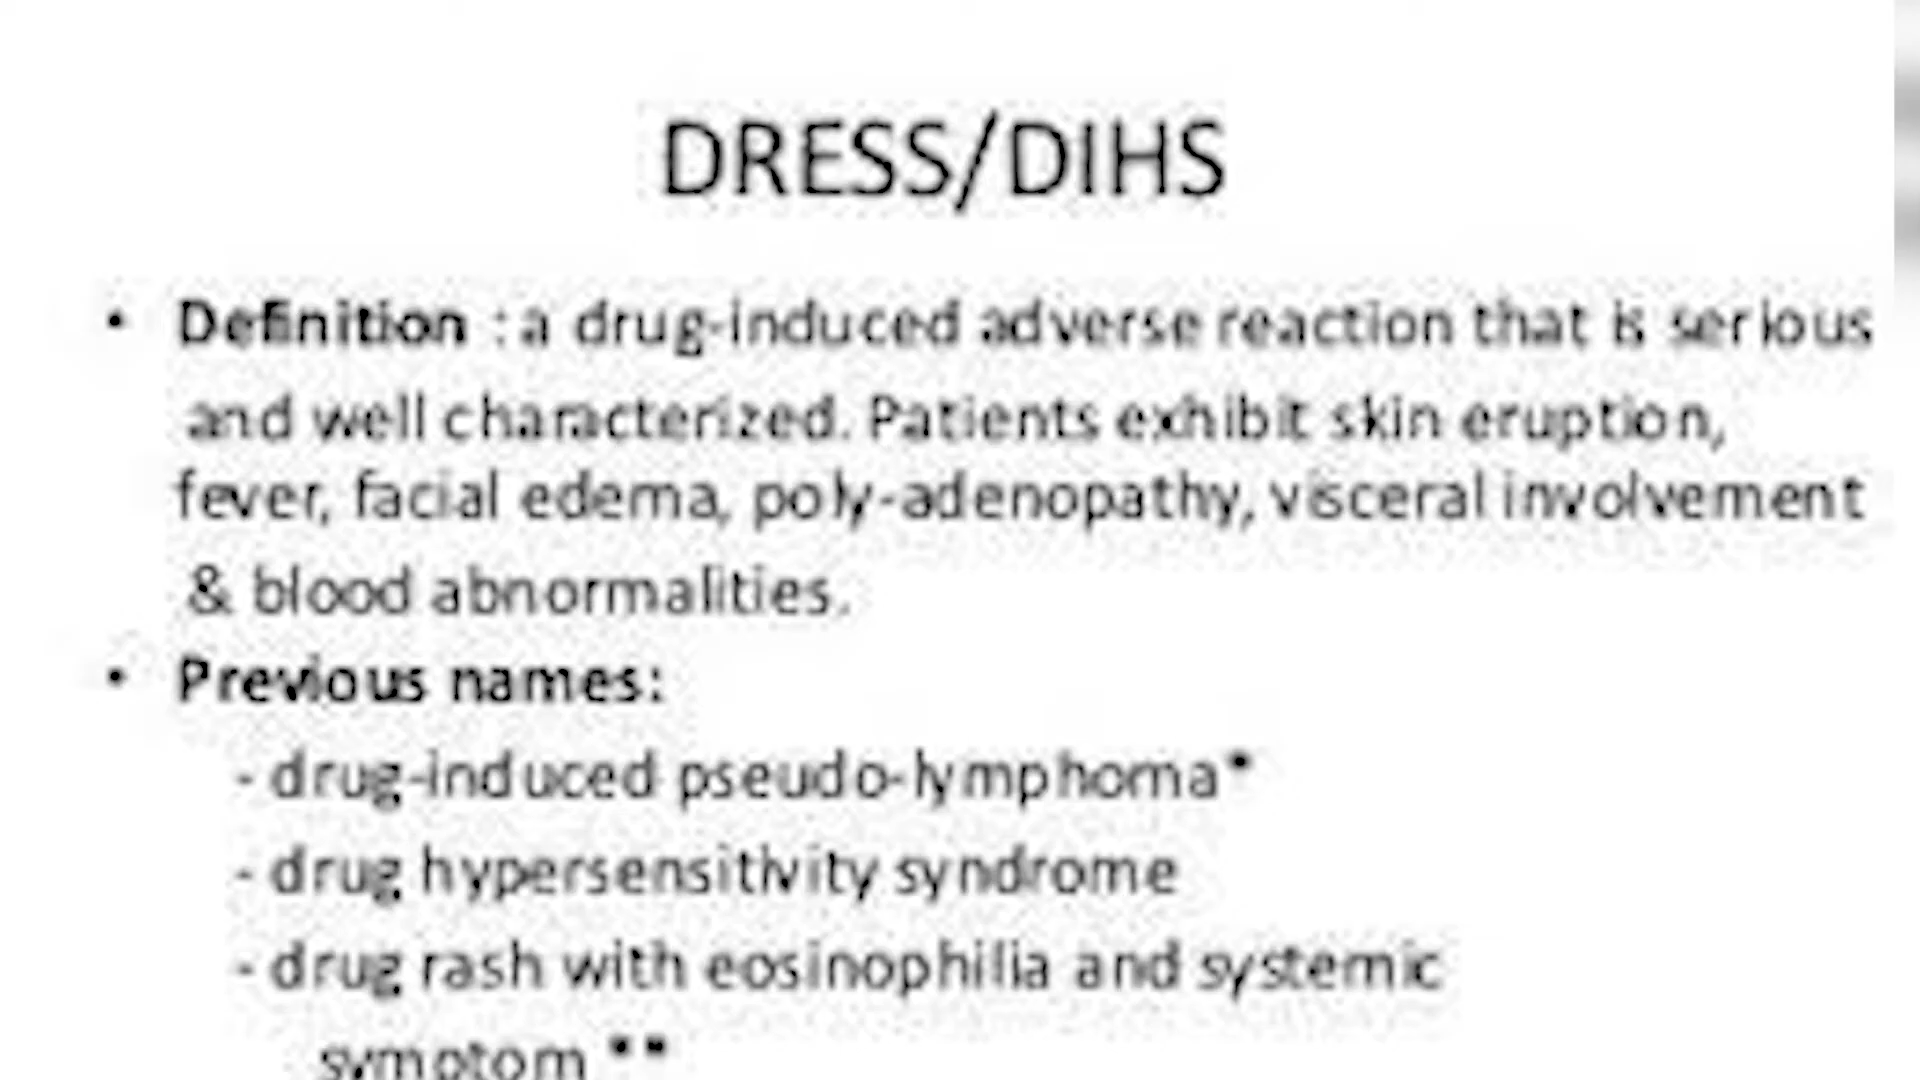 DRESS/DIHS
• Definition : a drug-induced adverse reaction that is serious
and well characterized. Patients exhibit skin eruption,
fever, facial edema, poly-adenopathy, visceral involvement
& blood abnormalities.
• Previous names:
- drug-induced pseudo-lymphoma*
- drug hypersensitivity syndrome
- drug rash with eosinophilia and systemic
symptom **